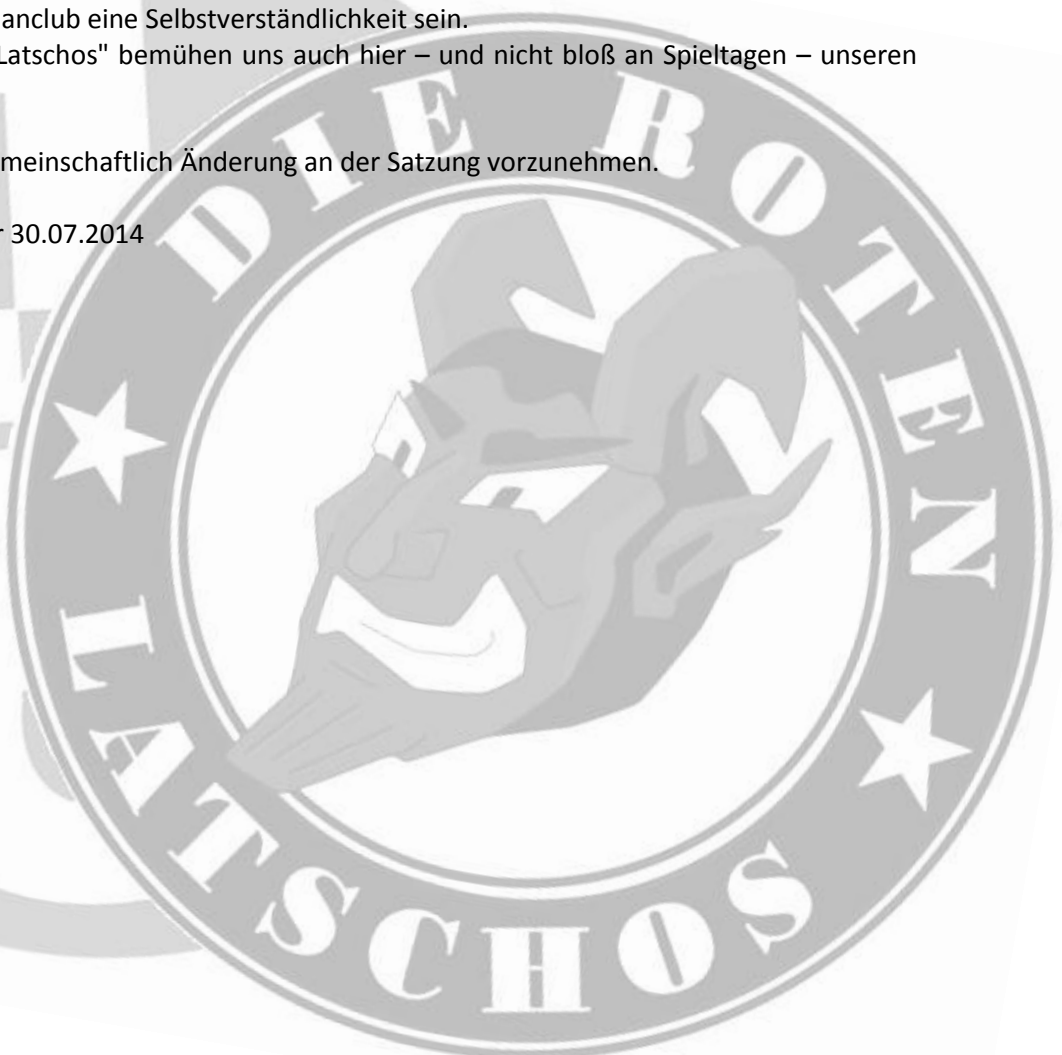 anclub eine Selbstverständlichkeit sein.
Latschos" bemühen uns auch hier – und nicht bloß an Spieltagen – unseren
meinschaftlich Änderung an der Satzung vorzunehmen.
r 30.07.2014
DIE ROTEN
LATSCHOS